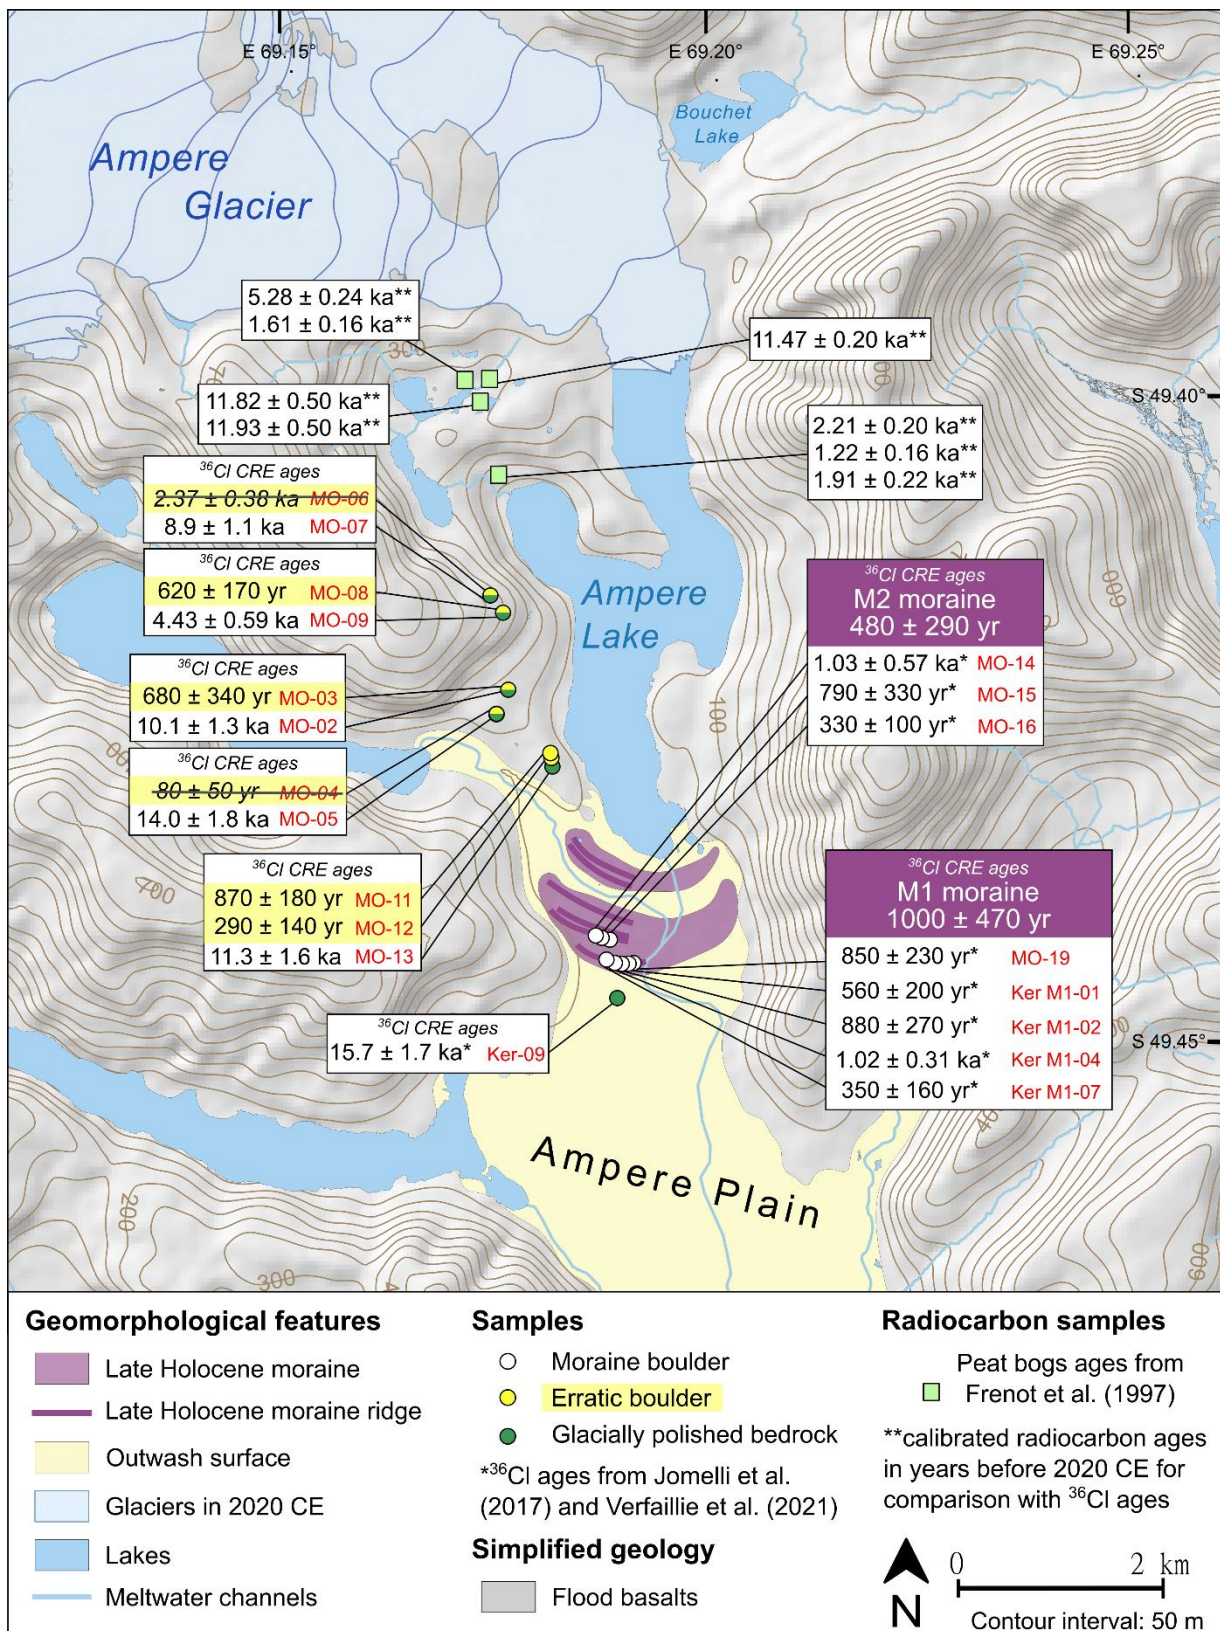 E 69.15°
E 69.20°
E 69.25°
Bouchet
Lake
Ampere
Glacier
5.28 ± 0.24 ka**
1.61 ± 0.16 ka**
300
11.47 ± 0.20 ka**
S 49.40°
11.82 ± 0.50 ka**
11.93 ± 0.50 ka**
2.21 ± 0.20 ka**
1.22 ± 0.16 ka**
1.91 ± 0.22 ka**
³⁶Cl CRE ages
2.37 ± 0.38 ka MO-06
8.9 ± 1.1 ka MO-07
³⁶Cl CRE ages
620 ± 170 yr MO-08
4.43 ± 0.59 ka MO-09
Ampere
Lake
600
³⁶Cl CRE ages
M2 moraine
480 ± 290 yr
1.03 ± 0.57 ka* MO-14
790 ± 330 yr* MO-15
330 ± 100 yr* MO-16
³⁶Cl CRE ages
680 ± 340 yr MO-03
10.1 ± 1.3 ka MO-02
100
³⁶Cl CRE ages
80 ± 50 yr MO-04
14.0 ± 1.8 ka MO-05
³⁶Cl CRE ages
870 ± 180 yr MO-11
290 ± 140 yr MO-12
11.3 ± 1.6 ka MO-13
700
³⁶Cl CRE ages
M1 moraine
1000 ± 470 yr
850 ± 230 yr* MO-19
560 ± 200 yr* Ker M1-01
880 ± 270 yr* Ker M1-02
1.02 ± 0.31 ka* Ker M1-04
350 ± 160 yr* Ker M1-07
³⁶Cl CRE ages
15.7 ± 1.7 ka* Ker-09
S 49.45°
Ampere Plain
200
300
600
Geomorphological features
Late Holocene moraine
Late Holocene moraine ridge
Outwash surface
Glaciers in 2020 CE
Lakes
Meltwater channels
Samples
Moraine boulder
Erratic boulder
Glacially polished bedrock
*³⁶Cl ages from Jomelli et al.
(2017) and Verfaillie et al. (2021)
Simplified geology
Flood basalts
Radiocarbon samples
Peat bogs ages from
Frenot et al. (1997)
**calibrated radiocarbon ages
in years before 2020 CE for
comparison with ³⁶Cl ages
N
0 2 km
Contour interval: 50 m